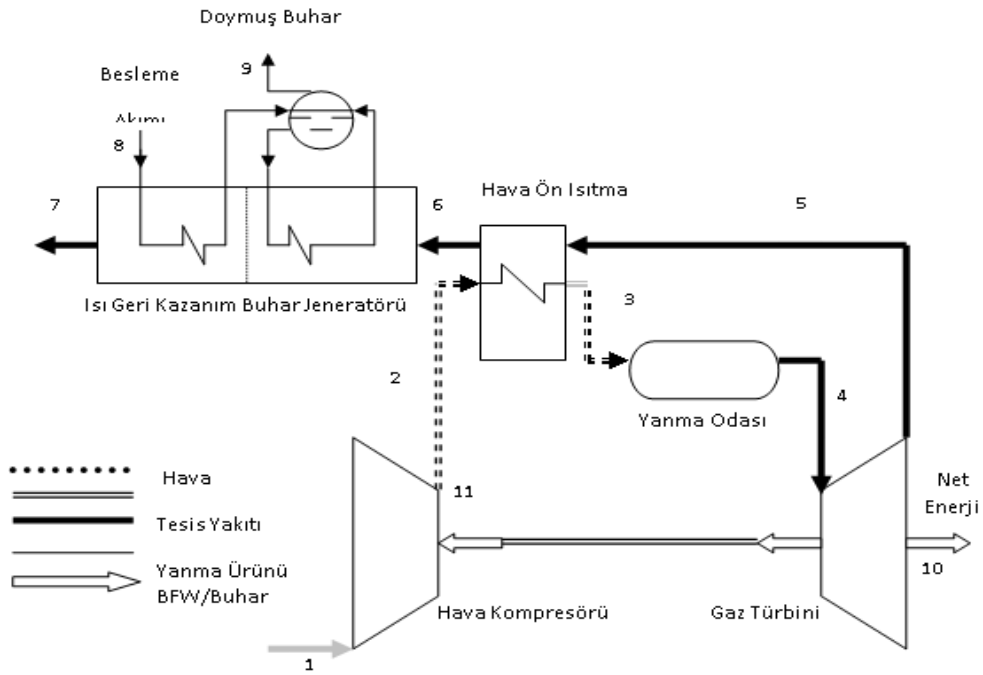 Doymuş Buhar
9
Besleme
Akımı
8
7
6
Hava Ön Isıtma
5
Isı Geri Kazanım Buhar Jeneratörü
3
2
4
Yanma Odası
11
Hava
Tesis Yakıtı
Yanma Ürünü
BFW/Buhar
Net
Enerji
10
Hava Kompresörü
Gaz Türbini
1